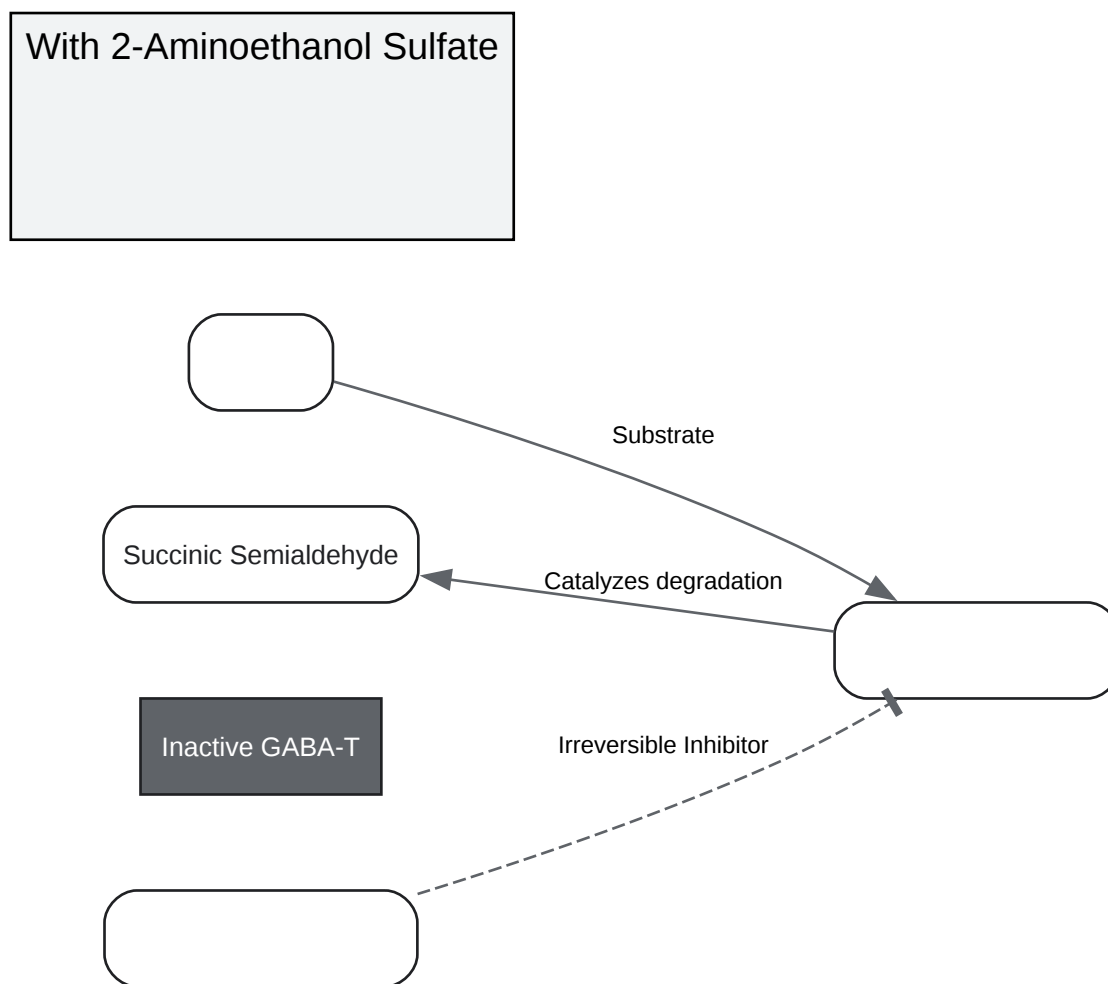 With 2-Aminoethanol Sulfate
Substrate
Succinic Semialdehyde
Catalyzes degradation
Inactive GABA-T
Irreversible Inhibitor